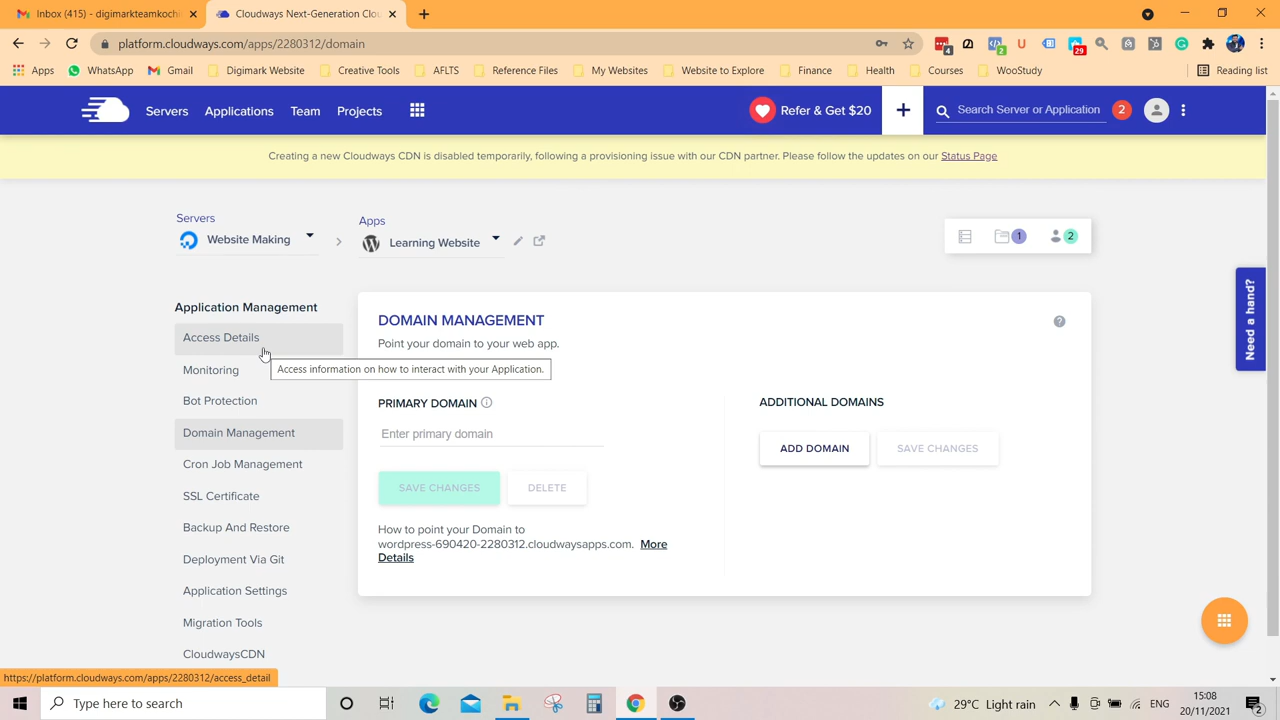 Inbox (415) - digimarkteamkochi
Cloudways Next-Generation Clou
platform.cloudways.com/apps/2280312/domain
4
2
29
Apps
WhatsApp
Gmail
Digimark Website
Creative Tools
AFLTS
Reference Files
My Websites
Website to Explore
Finance
Health
Courses
WooStudy
Reading list
Servers
Applications
Team
Projects
Refer & Get $20
+
Search Server or Application
2
Creating a new Cloudways CDN is disabled temporarily, following a provisioning issue with our CDN partner. Please follow the updates on our Status Page
Servers
Website Making
Apps
Learning Website
1
2
Application Management
Access Details
Access information on how to interact with your Application.
Monitoring
Bot Protection
Domain Management
Cron Job Management
SSL Certificate
Backup And Restore
Deployment Via Git
Application Settings
Migration Tools
CloudwaysCDN
DOMAIN MANAGEMENT
Point your domain to your web app.
PRIMARY DOMAIN
Enter primary domain
SAVE CHANGES
DELETE
How to point your Domain to
wordpress-690420-2280312.cloudwaysapps.com. More
Details
ADDITIONAL DOMAINS
ADD DOMAIN
SAVE CHANGES
Need a hand?
https://platform.cloudways.com/apps/2280312/access_detail
Type here to search
29°C Light rain
ENG
15:08
20/11/2021
2